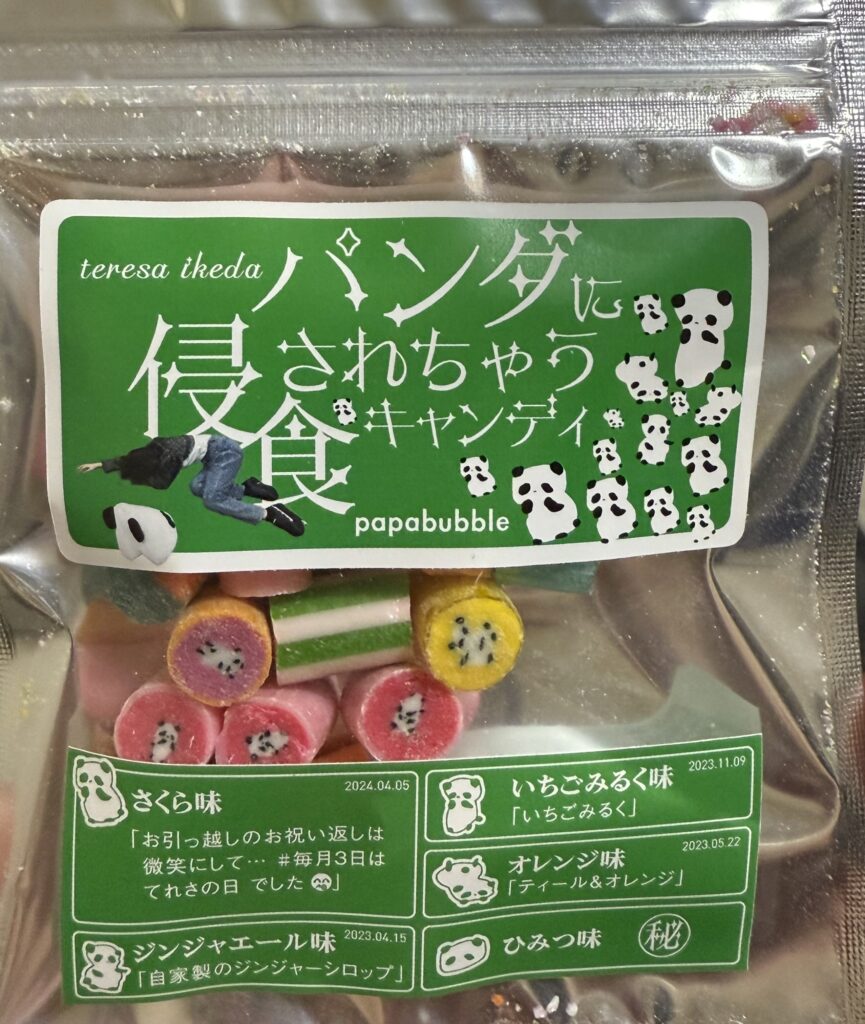 teresa ikeda
パンダに
侵されちゃう
食キャンディ
papabubble
さくら味 2024.04.05
「お引っ越しのお祝い返しは
微笑にして… #毎月3日は
てれさの日 でした🫣」
ジンジャエール味 2023.04.15
「自家製のジンジャーシロップ」
いちごみるく味 2023.11.09
「いちごみるく」
オレンジ味 2023.05.22
「ティール&オレンジ」
ひみつ味 ㊙